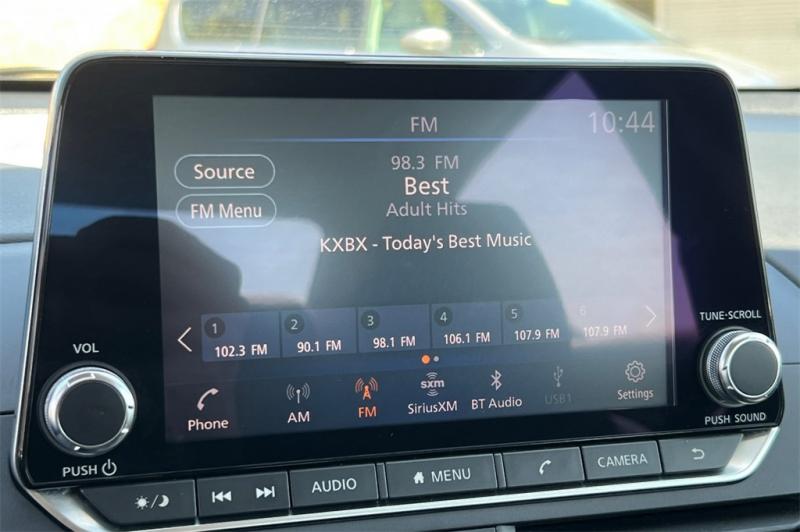 FM
10:44
98.3 FM
Source
Best
FM Menu
Adult Hits
KXBX - Today's Best Music
1
102.3 FM
2
90.1 FM
3
98.1 FM
4
106.1 FM
5
107.9 FM
6
107.9 FM
Phone
AM
FM
sxm
SiriusXM
BT Audio
USB1
Settings
VOL
PUSH
TUNE•SCROLL
PUSH SOUND
AUDIO
MENU
CAMERA